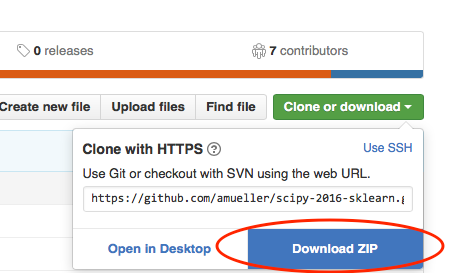 0 releases 7 contributors
Create new file Upload files Find file Clone or download
Clone with HTTPS ? Use SSH
Use Git or checkout with SVN using the web URL.
https://github.com/amueller/scipy-2016-sklearn.g
Open in Desktop Download ZIP